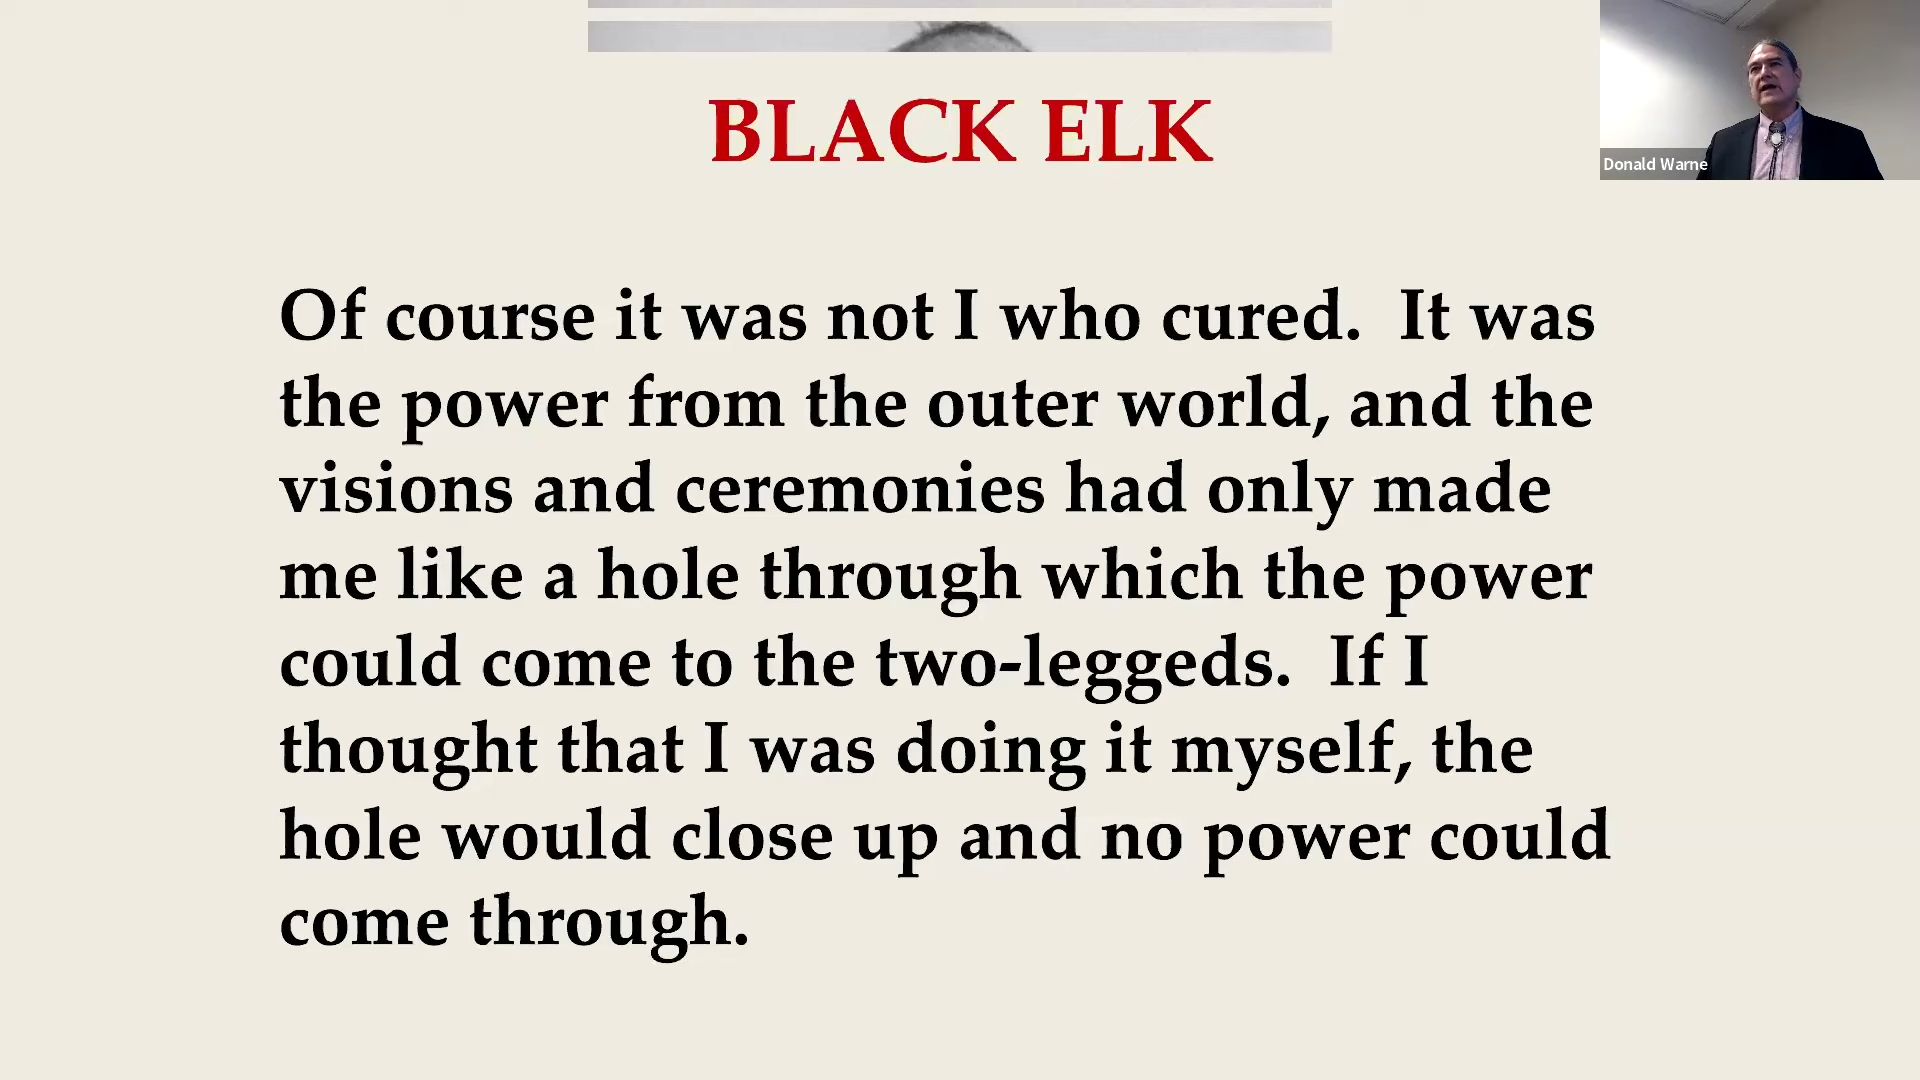 BLACK ELK
Donald Warne
Of course it was not I who cured.  It was
the power from the outer world, and the
visions and ceremonies had only made
me like a hole through which the power
could come to the two-leggeds.  If I
thought that I was doing it myself, the
hole would close up and no power could
come through.